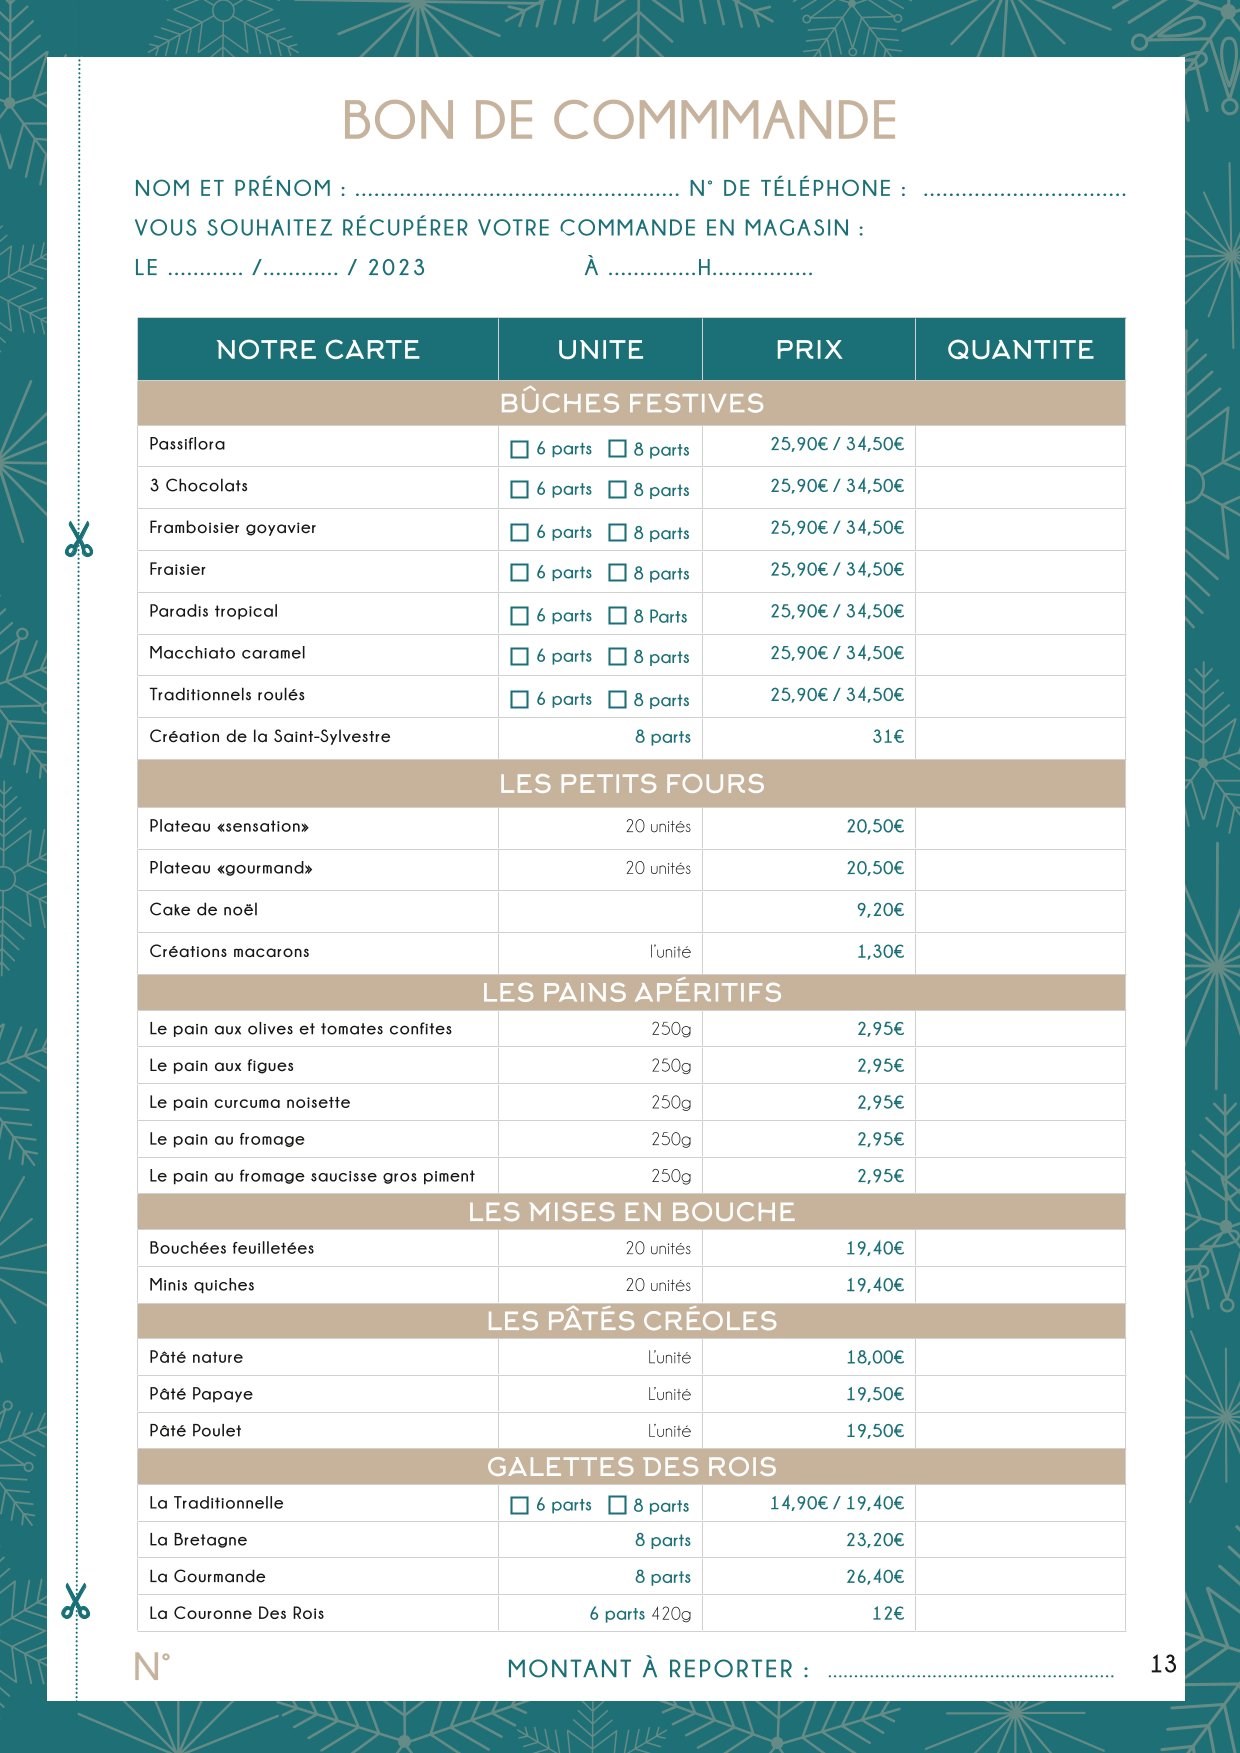 BON DE COMMMANDE
NOM ET PRÉNOM : .................................................... N° DE TÉLÉPHONE : ................................
VOUS SOUHAITEZ RÉCUPÉRER VOTRE COMMANDE EN MAGASIN :
LE ............ /............ / 2023 À ..............H................
NOTRE CARTE UNITE PRIX QUANTITE
BÛCHES FESTIVES
Passiflora 6 parts 8 parts 25,90€ / 34,50€
3 Chocolats 6 parts 8 parts 25,90€ / 34,50€
Framboisier goyavier 6 parts 8 parts 25,90€ / 34,50€
Fraisier 6 parts 8 parts 25,90€ / 34,50€
Paradis tropical 6 parts 8 Parts 25,90€ / 34,50€
Macchiato caramel 6 parts 8 parts 25,90€ / 34,50€
Traditionnels roulés 6 parts 8 parts 25,90€ / 34,50€
Création de la Saint-Sylvestre 8 parts 31€
LES PETITS FOURS
Plateau «sensation» 20 unités 20,50€
Plateau «gourmand» 20 unités 20,50€
Cake de noël 9,20€
Créations macarons l'unité 1,30€
LES PAINS APÉRITIFS
Le pain aux olives et tomates confites 250g 2,95€
Le pain aux figues 250g 2,95€
Le pain curcuma noisette 250g 2,95€
Le pain au fromage 250g 2,95€
Le pain au fromage saucisse gros piment 250g 2,95€
LES MISES EN BOUCHE
Bouchées feuilletées 20 unités 19,40€
Minis quiches 20 unités 19,40€
LES PÂTÉS CRÉOLES
Pâté nature L'unité 18,00€
Pâté Papaye L'unité 19,50€
Pâté Poulet L'unité 19,50€
GALETTES DES ROIS
La Traditionnelle 6 parts 8 parts 14,90€ / 19,40€
La Bretagne 8 parts 23,20€
La Gourmande 8 parts 26,40€
La Couronne Des Rois 6 parts 420g 12€
N° MONTANT À REPORTER : .......................................................
13